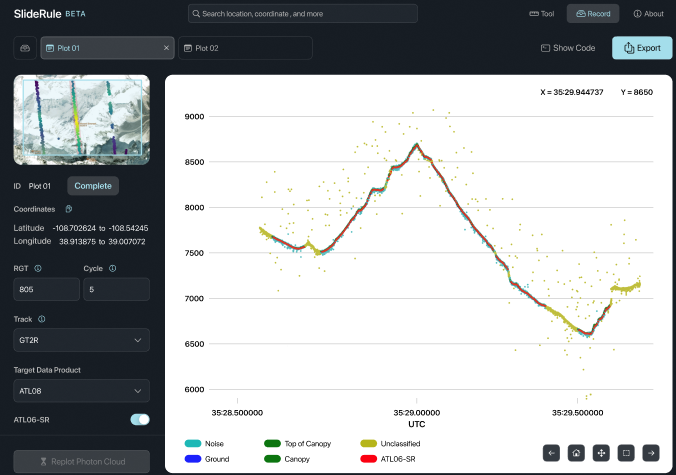 SlideRule BETA
Search location, coordinate , and more
Tool
Record
About
Plot 01
×
Plot 02
Show Code
Export
X = 35:29.944737 Y = 8650
9000
8500
8000
7500
7000
6500
6000
35:28.500000
35:29.00000
35:29.500000
UTC
ID Plot 01 Complete
Coordinates
Latitude -108.702624 to -108.54245
Longitude 38.913875 to 39.007072
RGT
Cycle
805
5
Track
GT2R
Target Data Product
ATL08
ATL06-SR
Replot Photon Cloud
Noise
Top of Canopy
Unclassified
Ground
Canopy
ATL06-SR